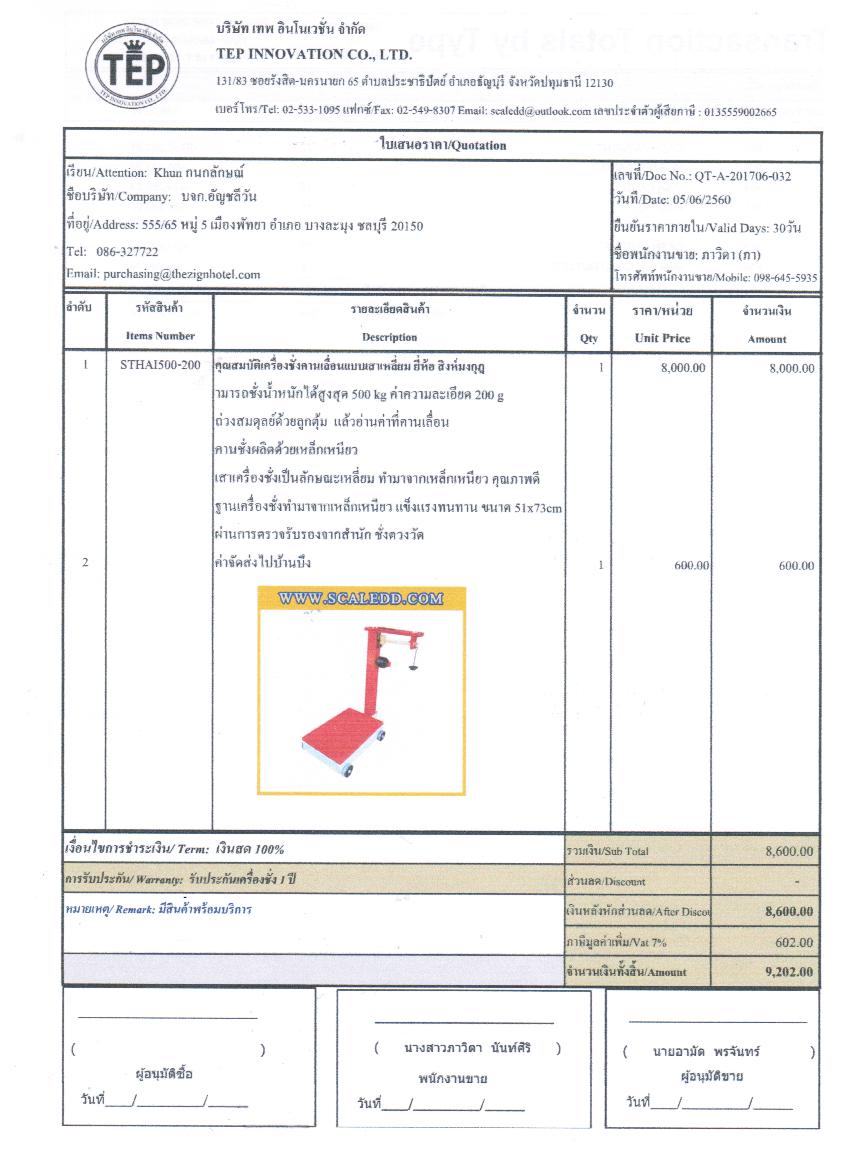 บริษัท เทพ อินโนเวชั่น จำกัด
TEP INNOVATION CO., LTD.
TEP
131/83 ซอยรังสิต-นครนายก 65 ตำบลประชาธิปัตย์ อำเภอธัญบุรี จังหวัดปทุมธานี 12130
เบอร์โทร/Tel: 02-533-1095 แฟกซ์/Fax: 02-549-8307 Email: scaledd@outlook.com เลขประจำตัวผู้เสียภาษี : 0135559002665
ใบเสนอราคา/Quotation
เรียน/Attention: Khun กนกลักษณ์
เลขที่/Doc No.: QT-A-201706-032
ชื่อบริษัท/Company: บจก.อัญชลีวัน
วันที่/Date: 05/06/2560
ที่อยู่/Address: 555/65 หมู่ 5 เมืองพัทยา อำเภอ บางละมุง ชลบุรี 20150
ยืนยันราคาภายใน/Valid Days: 30วัน
Tel: 086-327722
ชื่อพนักงานขาย: ภาวิดา (ภา)
Email: purchasing@thezignhotel.com
โทรศัพท์พนักงานขาย/Mobile: 098-645-5935
ลำดับ รหัสสินค้า รายละเอียดสินค้า จำนวน ราคา/หน่วย จำนวนเงิน
Items Number Description Qty Unit Price Amount
1 STHAI500-200 คุณสมบัติเครื่องชั่งคานเลื่อนแบบเสาเหลี่ยม ยี่ห้อ สิงห์มงกุฎ 1 8,000.00 8,000.00
ามารถชั่งน้ำหนักได้สูงสุด 500 kg ค่าความละเอียด 200 g
ถ่วงสมดุลย์ด้วยลูกตุ้ม แล้วอ่านค่าที่คานเลื่อน
คานชั่งผลิตด้วยเหล็กเหนียว
เสาเครื่องชั่งเป็นลักษณะเหลี่ยม ทำมาจากเหล็กเหนียว คุณภาพดี
ฐานเครื่องชั่งทำมาจากเหล็กเหนียว แข็งแรงทนทาน ขนาด 51x73cm
ผ่านการตรวจรับรองจากสำนัก ชั่งตวงวัด
2 ค่าจัดส่งไปบ้านบึง 1 600.00 600.00
WWW.SCALEDD.COM
เงื่อนไขการชำระเงิน/ Term: เงินสด 100%
รวมเงิน/Sub Total 8,600.00
การรับประกัน/ Warranty: รับประกันเครื่องชั่ง 1 ปี
ส่วนลด/Discount -
หมายเหตุ/ Remark: มีสินค้าพร้อมบริการ
เงินหลังหักส่วนลด/After Discou 8,600.00
ภาษีมูลค่าเพิ่ม/Vat 7% 602.00
จำนวนเงินทั้งสิ้น/Amount 9,202.00
( ) ( นางสาวภาวิดา นันท์ศิริ ) ( นายอามัด พรจันทร์ )
ผู้อนุมัติซื้อ พนักงานขาย ผู้อนุมัติขาย
วันที่____/__________/______ วันที่____/__________/______ วันที่____/__________/______